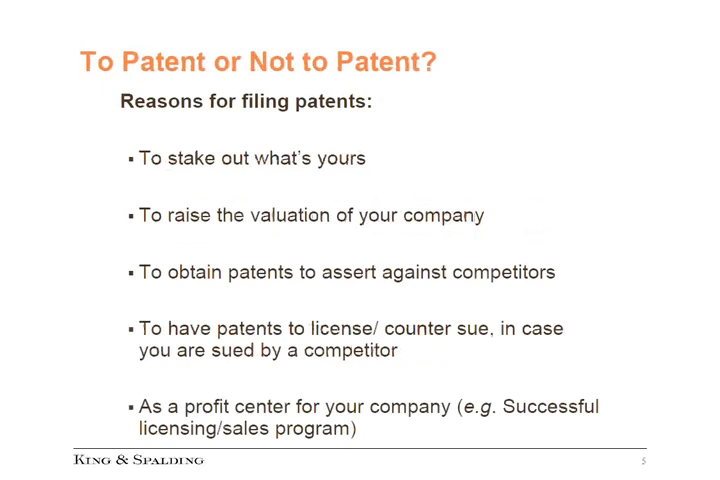 To Patent or Not to Patent?
Reasons for filing patents:
▪ To stake out what's yours
▪ To raise the valuation of your company
▪ To obtain patents to assert against competitors
▪ To have patents to license/ counter sue, in case
you are sued by a competitor
▪ As a profit center for your company (e.g. Successful
licensing/sales program)
KING & SPALDING
5